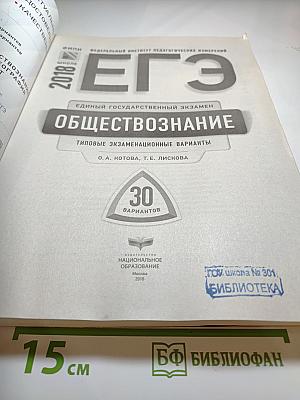 ФЕДЕРАЛЬНЫЙ ИНСТИТУТ ПЕДАГОГИЧЕСКИХ ИЗМЕРЕНИЙ
ФИПИ
ШКОЛЕ
2018
ЕГЭ
ЕДИНЫЙ ГОСУДАРСТВЕННЫЙ ЭКЗАМЕН
ОБЩЕСТВОЗНАНИЕ
ТИПОВЫЕ ЭКЗАМЕНАЦИОННЫЕ ВАРИАНТЫ
О. А. КОТОВА, Т. Е. ЛИСКОВА
30
ВАРИАНТОВ
ИЗДАТЕЛЬСТВО
НАЦИОНАЛЬНОЕ
ОБРАЗОВАНИЕ
Москва
2018
ГОУ школа № 301
БИБЛИОТЕКА
15 см
БФ БИБЛИОФАН